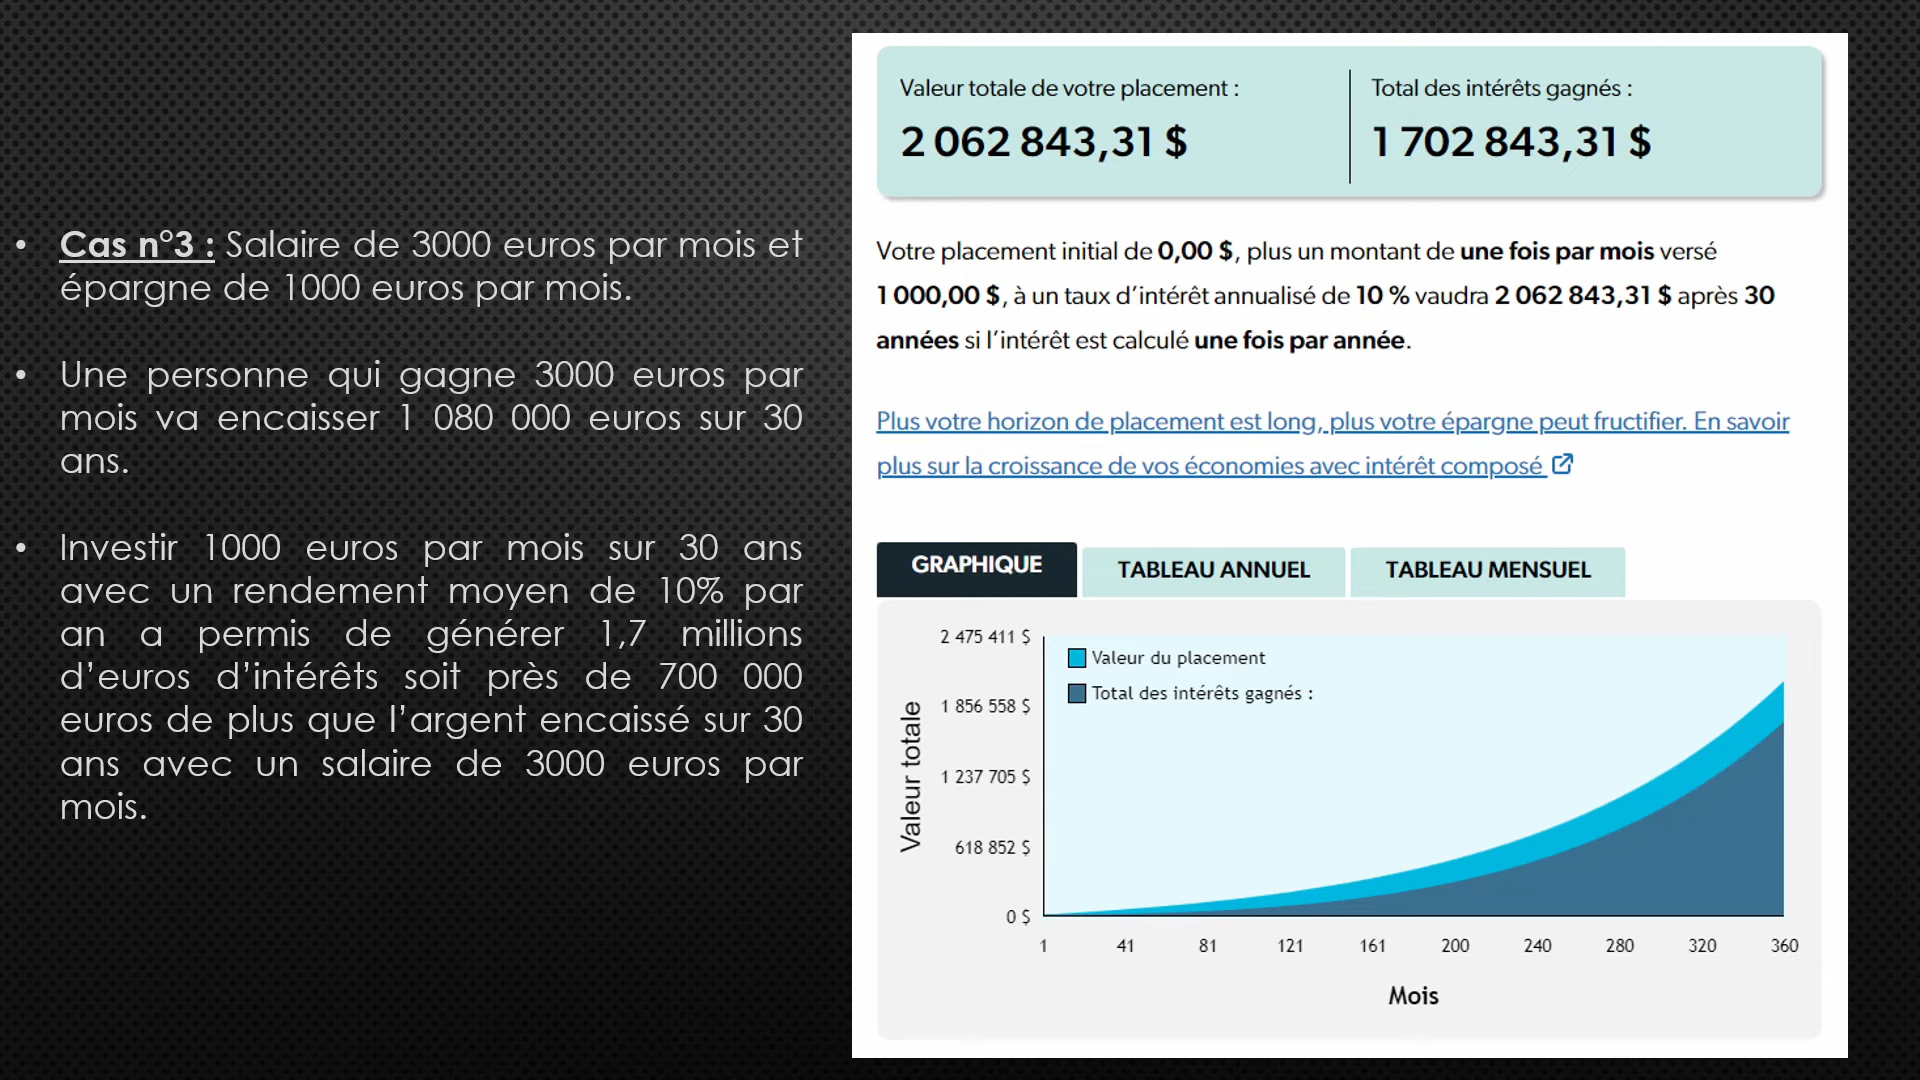 • Cas n°3 : Salaire de 3000 euros par mois et
épargne de 1000 euros par mois.
• Une personne qui gagne 3000 euros par
mois va encaisser 1 080 000 euros sur 30
ans.
• Investir 1000 euros par mois sur 30 ans
avec un rendement moyen de 10% par
an a permis de générer 1,7 millions
d’euros d’intérêts soit près de 700 000
euros de plus que l’argent encaissé sur 30
ans avec un salaire de 3000 euros par
mois.
Valeur totale de votre placement :
2 062 843,31 $
Total des intérêts gagnés :
1 702 843,31 $
Votre placement initial de 0,00 $, plus un montant de une fois par mois versé
1 000,00 $, à un taux d’intérêt annualisé de 10 % vaudra 2 062 843,31 $ après 30
années si l’intérêt est calculé une fois par année.
Plus votre horizon de placement est long, plus votre épargne peut fructifier. En savoir
plus sur la croissance de vos économies avec intérêt composé
GRAPHIQUE
TABLEAU ANNUEL
TABLEAU MENSUEL
Valeur totale
2 475 411 $
1 856 558 $
1 237 705 $
618 852 $
0 $
Valeur du placement
Total des intérêts gagnés :
1 41 81 121 161 200 240 280 320 360
Mois